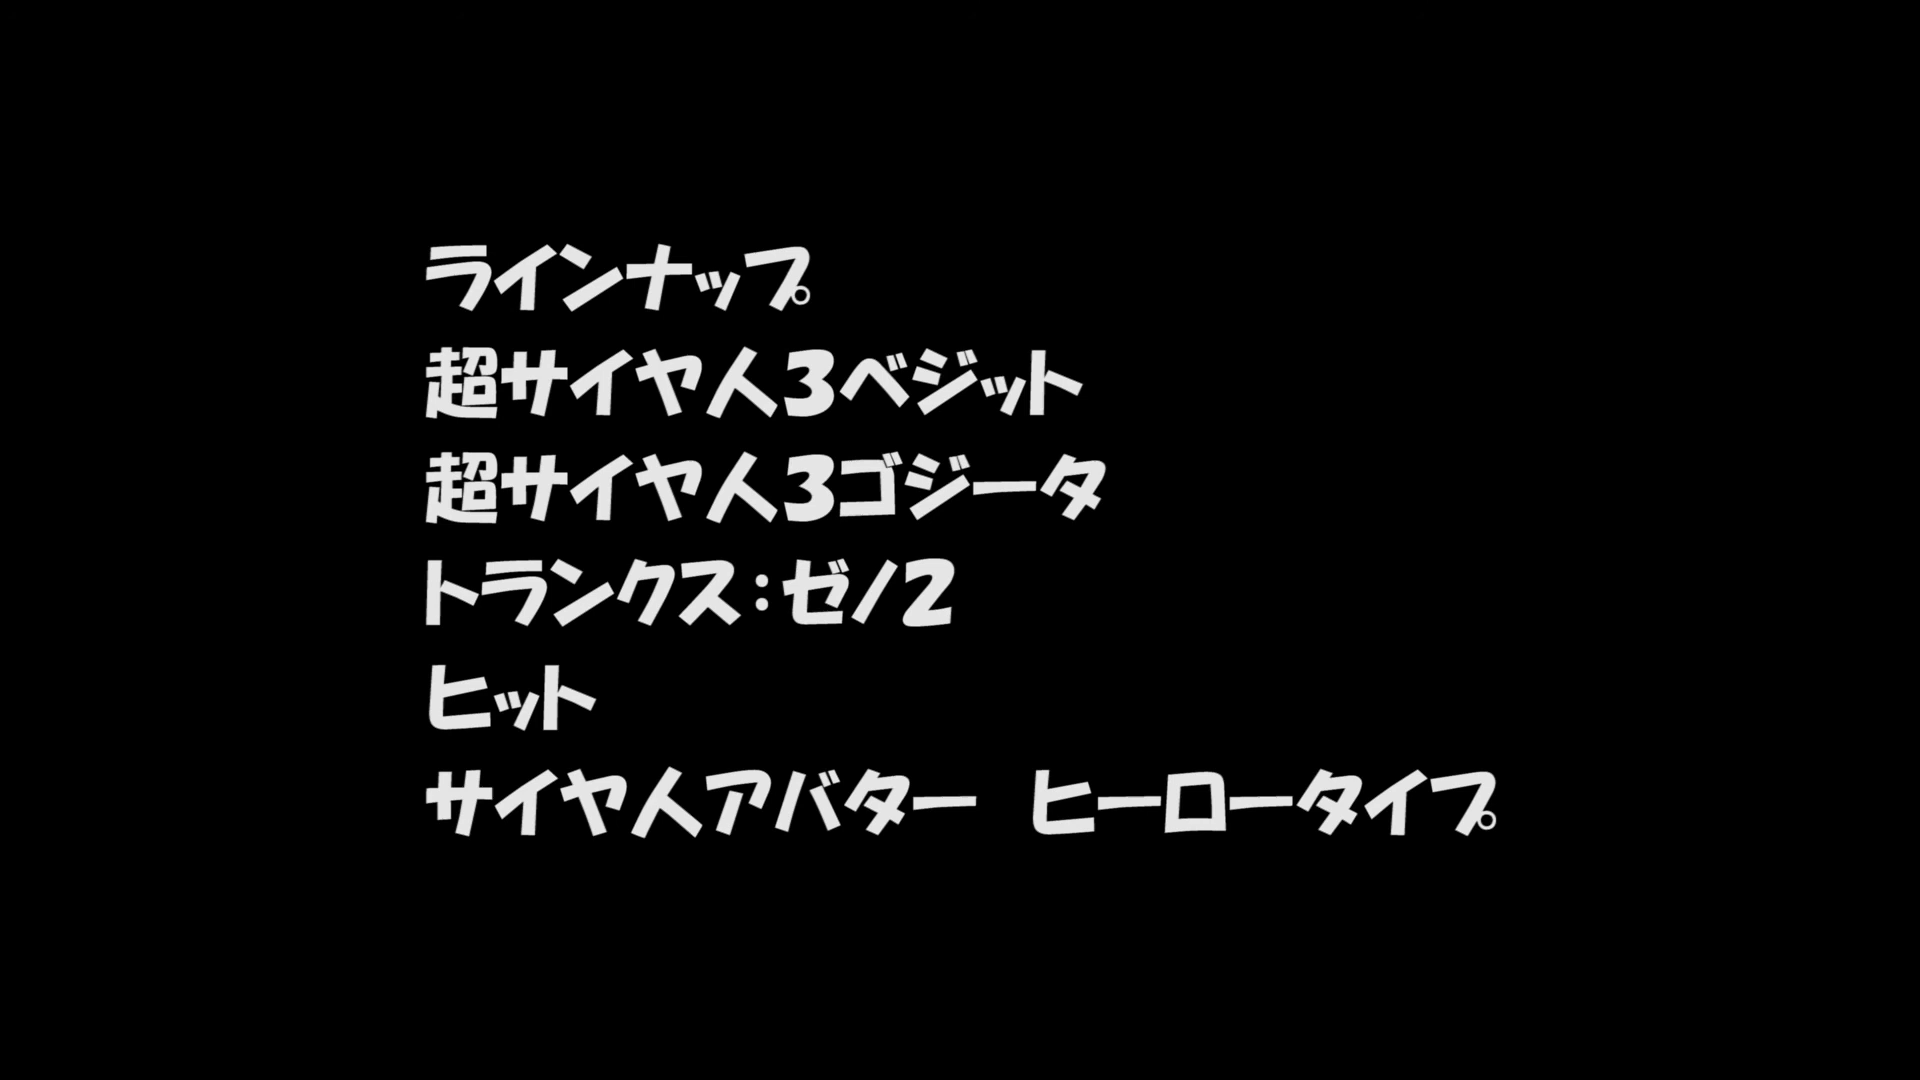 ラインナップ
超サイヤ人3ベジット
超サイヤ人3ゴジータ
トランクス：ゼノ2
ヒット
サイヤ人アバター　ヒーロータイプ